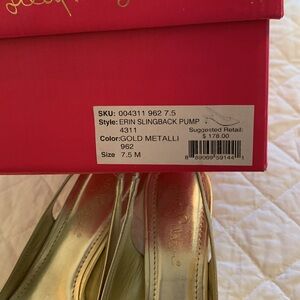 SKU: 004311 962 7.5
Style: ERIN SLINGBACK PUMP
4311
Color: GOLD METALLI
962
Size 7.5 M
Suggested Retail:
$ 178.00